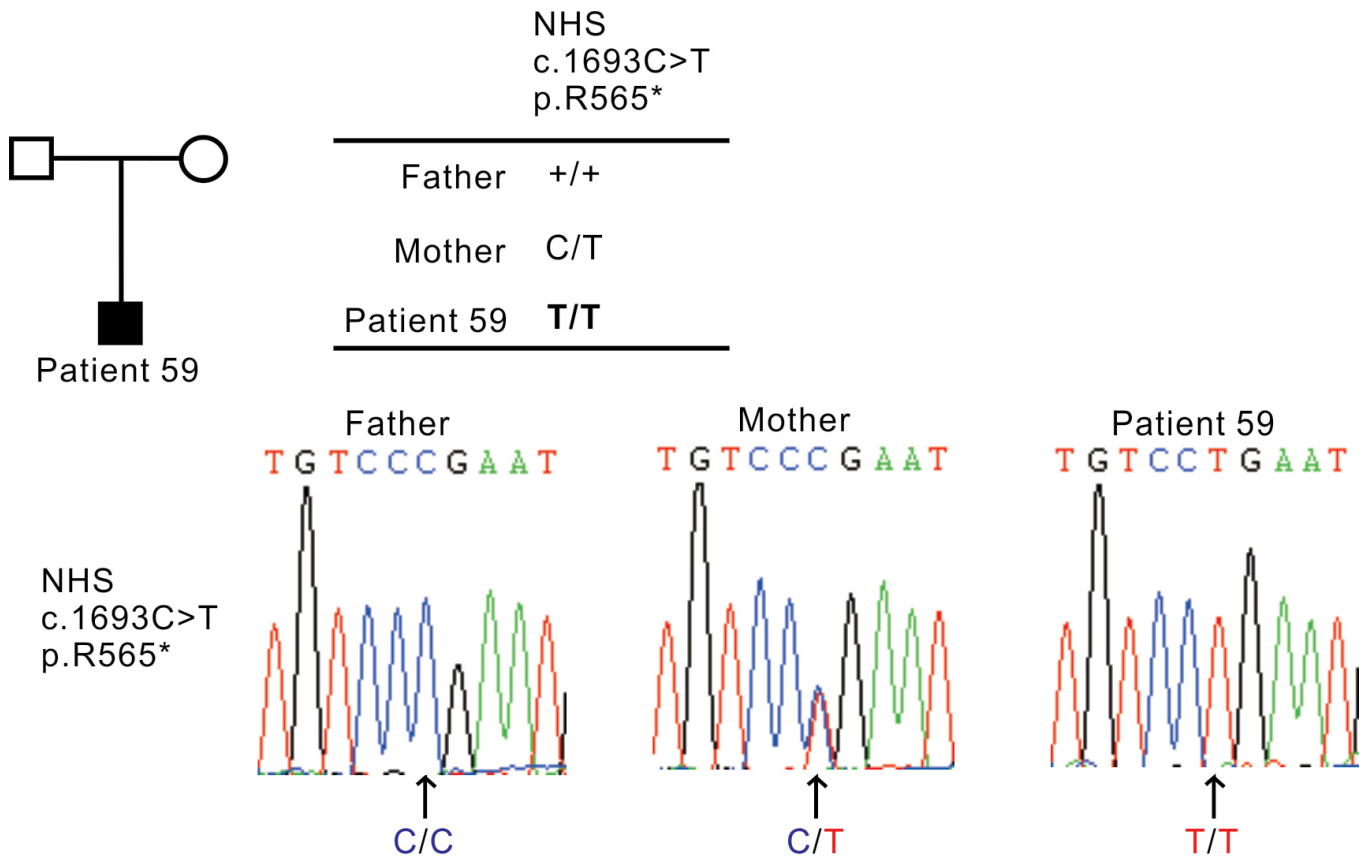 NHS
c.1693C>T
p.R565*
Father +/+
Mother C/T
Patient 59 T/T
Patient 59
Father Mother Patient 59
TGTCCCGAAT TGTCCCGAAT TGTCCTGAAT
NHS
c.1693C>T
p.R565*
C/C C/T T/T